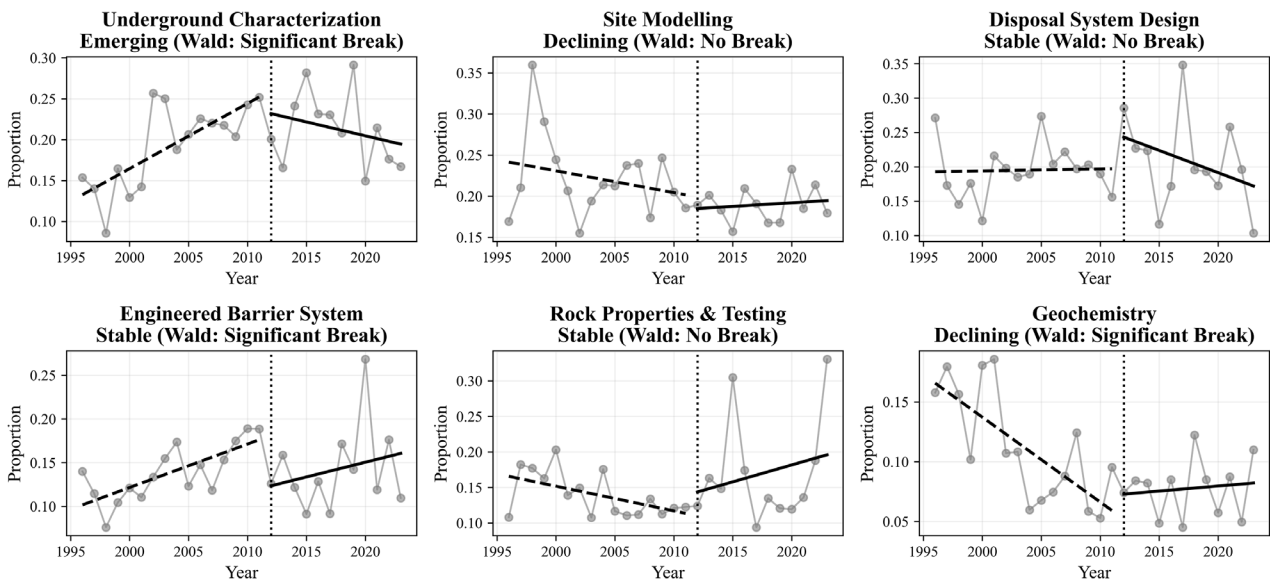 Underground Characterization
Emerging (Wald: Significant Break)
0.30
0.25
0.20
0.15
0.10
Proportion
1995 2000 2005 2010 2015 2020
Year
Site Modelling
Declining (Wald: No Break)
0.35
0.30
0.25
0.20
0.15
Proportion
1995 2000 2005 2010 2015 2020
Year
Disposal System Design
Stable (Wald: No Break)
0.35
0.30
0.25
0.20
0.15
0.10
Proportion
1995 2000 2005 2010 2015 2020
Year
Engineered Barrier System
Stable (Wald: Significant Break)
0.25
0.20
0.15
0.10
Proportion
1995 2000 2005 2010 2015 2020
Year
Rock Properties & Testing
Stable (Wald: No Break)
0.30
0.25
0.20
0.15
0.10
Proportion
1995 2000 2005 2010 2015 2020
Year
Geochemistry
Declining (Wald: Significant Break)
0.15
0.10
0.05
Proportion
1995 2000 2005 2010 2015 2020
Year